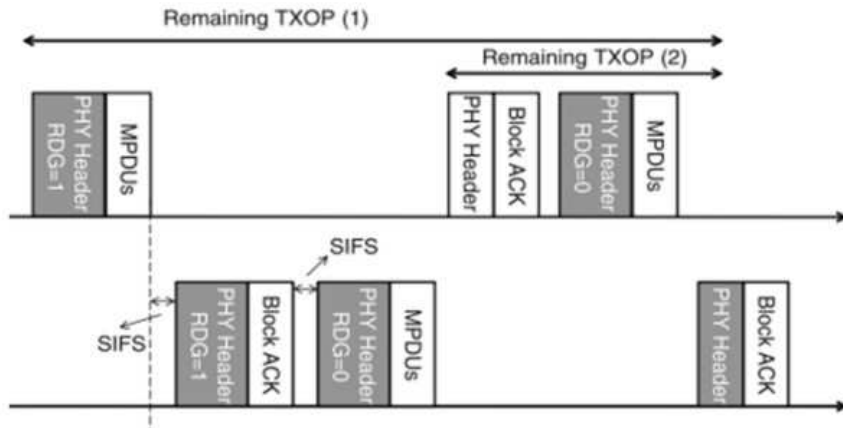 Remaining TXOP (1)
Remaining TXOP (2)
PHY Header
RDG=1
MPDUs
PHY Header
Block ACK
PHY Header
RDG=0
MPDUs
SIFS
SIFS
PHY Header
RDG=1
Block ACK
PHY Header
RDG=0
MPDUs
PHY Header
Block ACK